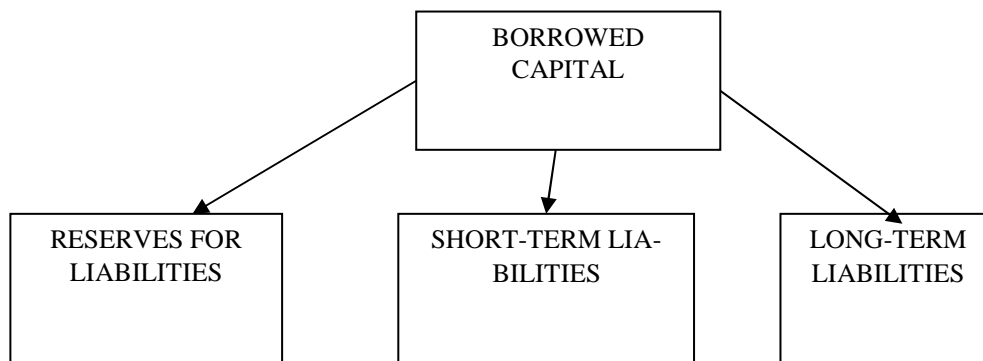 BORROWED
CAPITAL
RESERVES FOR
LIABILITIES
SHORT-TERM LIA-
BILITIES
LONG-TERM
LIABILITIES